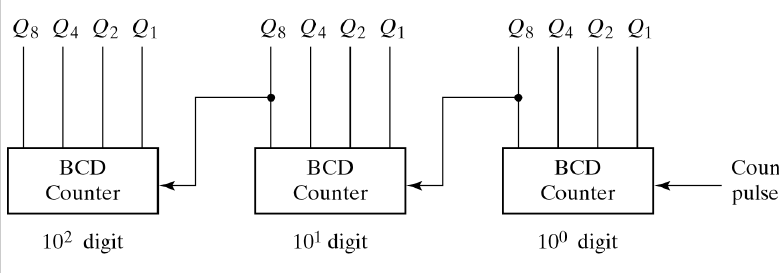 Q₈ Q₄ Q₂ Q₁ Q₈ Q₄ Q₂ Q₁ Q₈ Q₄ Q₂ Q₁
BCD Counter
BCD Counter
BCD Counter
Coun
pulse
10² digit 10¹ digit 10⁰ digit